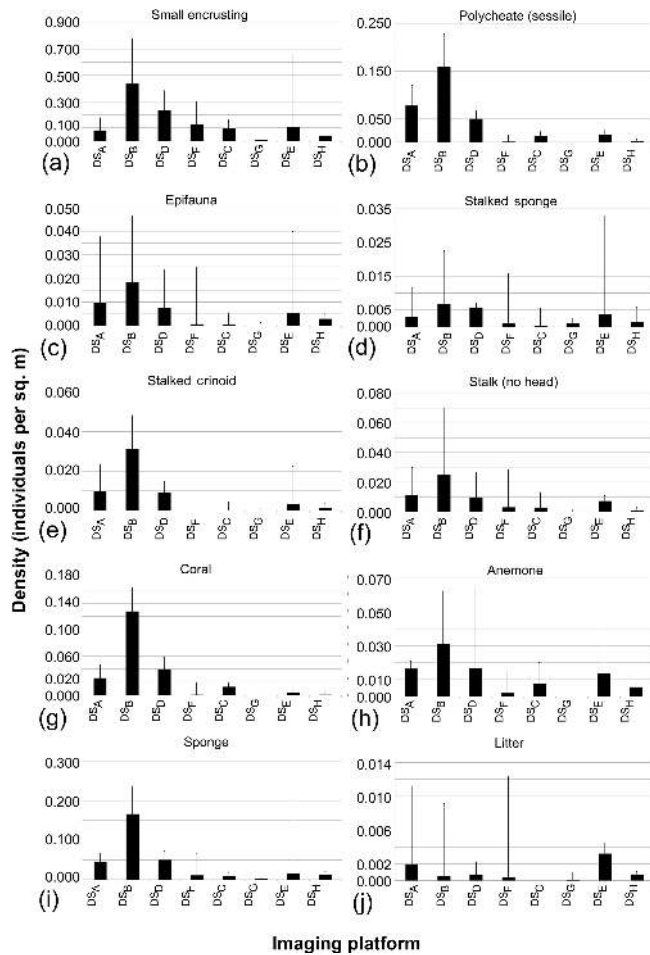 Small encrusting
0.900
0.700
0.500
0.300
0.100
0.000
(a)
DSA DSB DSD DSF DSC DSG DSE DSH
Polycheate (sessile)
0.250
0.150
0.050
0.000
(b)
DSA DSB DSD DSF DSC DSG DSE DSH
Epifauna
0.050
0.040
0.030
0.020
0.010
0.000
(c)
DSA DSB DSD DSF DSC DSG DSE DSH
Stalked sponge
0.035
0.025
0.015
0.005
0.000
(d)
DSA DSB DSD DSF DSC DSG DSE DSH
Stalked crinoid
0.060
0.040
0.020
0.000
(e)
DSA DSB DSD DSF DSC DSG DSE DSH
Stalk (no head)
0.080
0.060
0.040
0.020
0.000
(f)
DSA DSB DSD DSF DSC DSG DSE DSH
Coral
0.180
0.140
0.100
0.060
0.020
0.000
(g)
DSA DSB DSD DSF DSC DSG DSE DSH
Anemone
0.070
0.050
0.030
0.010
0.000
(h)
DSA DSB DSD DSF DSC DSG DSE DSH
Sponge
0.300
0.200
0.100
0.000
(i)
DSA DSB DSD DSF DSC DSG DSE DSH
Litter
0.014
0.010
0.006
0.002
0.000
(j)
DSA DSB DSD DSF DSC DSG DSE DSH
Density (individuals per sq. m)
Imaging platform